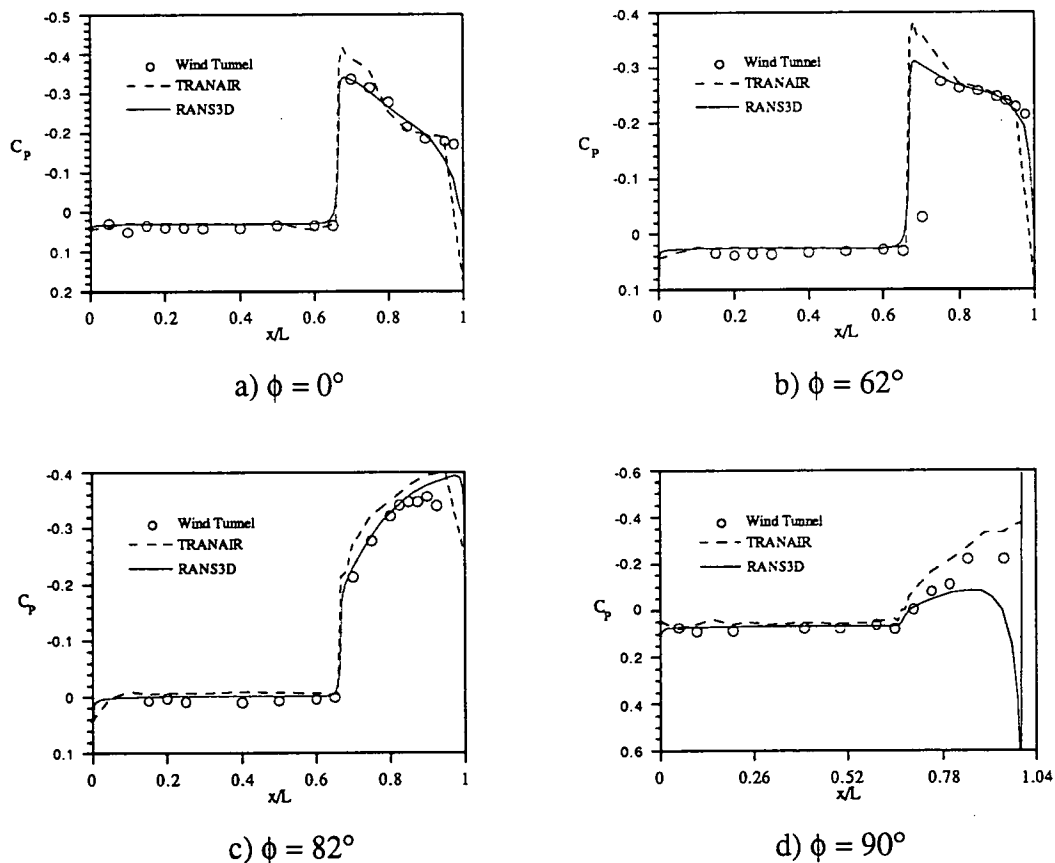 -0.5
-0.4
-0.3
-0.2
-0.1
0
0.1
0.2
C_p
Wind Tunnel
TRANAIR
RANS3D
0 0.2 0.4 0.6 0.8 1
x/L
a) ϕ = 0°
-0.4
-0.3
-0.2
-0.1
0
0.1
C_p
Wind Tunnel
TRANAIR
RANS3D
0 0.2 0.4 0.6 0.8 1
x/L
b) ϕ = 62°
-0.4
-0.3
-0.2
-0.1
0
0.1
C_p
Wind Tunnel
TRANAIR
RANS3D
0 0.2 0.4 0.6 0.8 1
x/L
c) ϕ = 82°
-0.6
-0.4
-0.2
0
0.2
0.4
0.6
C_p
Wind Tunnel
TRANAIR
RANS3D
0 0.26 0.52 0.78 1.04
x/L
d) ϕ = 90°